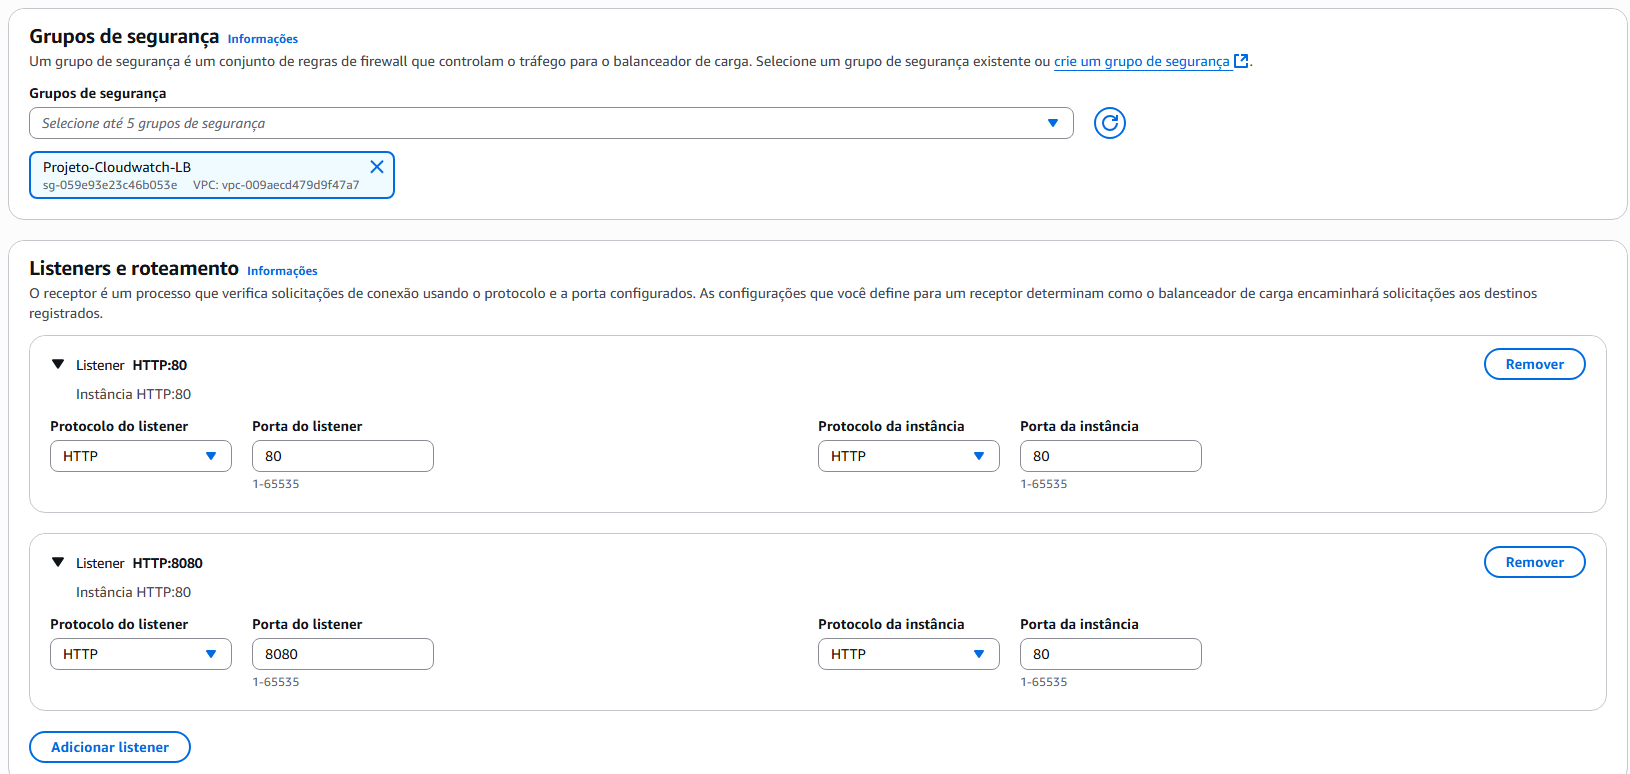 Grupos de segurança Informações
Um grupo de segurança é um conjunto de regras de firewall que controlam o tráfego para o balanceador de carga. Selecione um grupo de segurança existente ou crie um grupo de segurança.
Grupos de segurança
Selecione até 5 grupos de segurança
Projeto-Cloudwatch-LB
sg-059e93e23c46b053e VPC: vpc-009aecd479d9f47a7
Listeners e roteamento Informações
O receptor é um processo que verifica solicitações de conexão usando o protocolo e a porta configurados. As configurações que você define para um receptor determinam como o balanceador de carga encaminhará solicitações aos destinos
registrados.
Listener HTTP:80 Remover
Instância HTTP:80
Protocolo do listener Porta do listener Protocolo da instância Porta da instância
HTTP 80 HTTP 80
1-65535 1-65535
Listener HTTP:8080 Remover
Instância HTTP:80
Protocolo do listener Porta do listener Protocolo da instância Porta da instância
HTTP 8080 HTTP 80
1-65535 1-65535
Adicionar listener